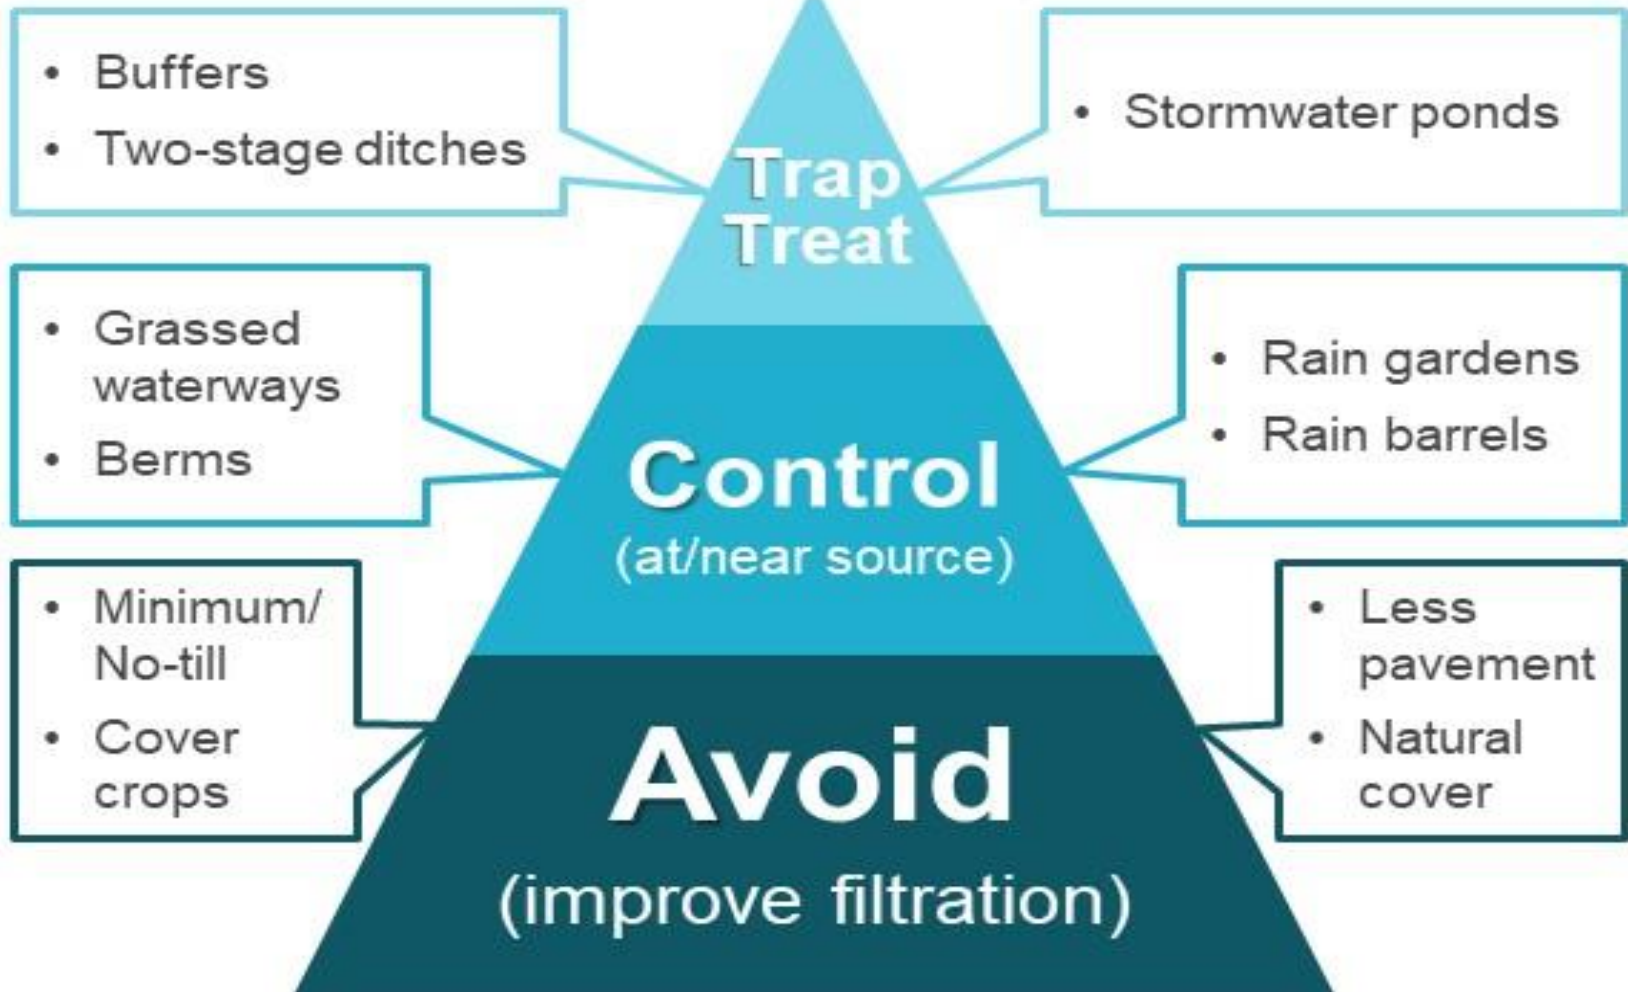 • Buffers
• Two-stage ditches
Trap
Treat
• Stormwater ponds
• Grassed
waterways
• Berms
Control
(at/near source)
• Rain gardens
• Rain barrels
• Minimum/
No-till
• Cover
crops
Avoid
(improve filtration)
• Less
pavement
• Natural
cover